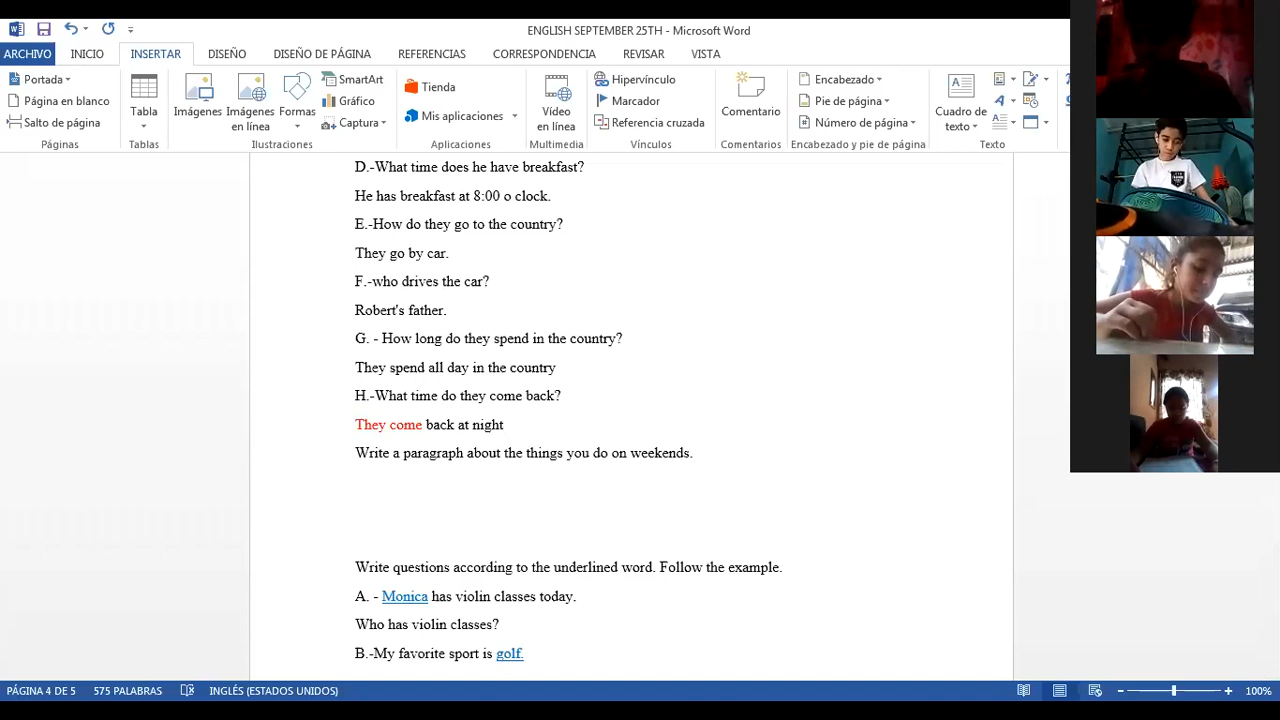 ENGLISH SEPTEMBER 25TH - Microsoft Word
ARCHIVO INICIO INSERTAR DISEÑO DISEÑO DE PÁGINA REFERENCIAS CORRESPONDENCIA REVISAR VISTA
Portada
Página en blanco
Salto de página
Páginas
Tabla
Tablas
Imágenes
Imágenes en línea
Formas
SmartArt
Gráfico
Captura
Ilustraciones
Tienda
Mis aplicaciones
Aplicaciones
Vídeo en línea
Multimedia
Hipervínculo
Marcador
Referencia cruzada
Vínculos
Comentario
Comentarios
Encabezado
Pie de página
Número de página
Encabezado y pie de página
Cuadro de texto
Texto
D.-What time does he have breakfast?
He has breakfast at 8:00 o clock.
E.-How do they go to the country?
They go by car.
F.-who drives the car?
Robert's father.
G. - How long do they spend in the country?
They spend all day in the country
H.-What time do they come back?
They come back at night
Write a paragraph about the things you do on weekends.
Write questions according to the underlined word. Follow the example.
A. - Monica has violin classes today.
Who has violin classes?
B.-My favorite sport is golf.
PÁGINA 4 DE 5 575 PALABRAS INGLÉS (ESTADOS UNIDOS) 100%